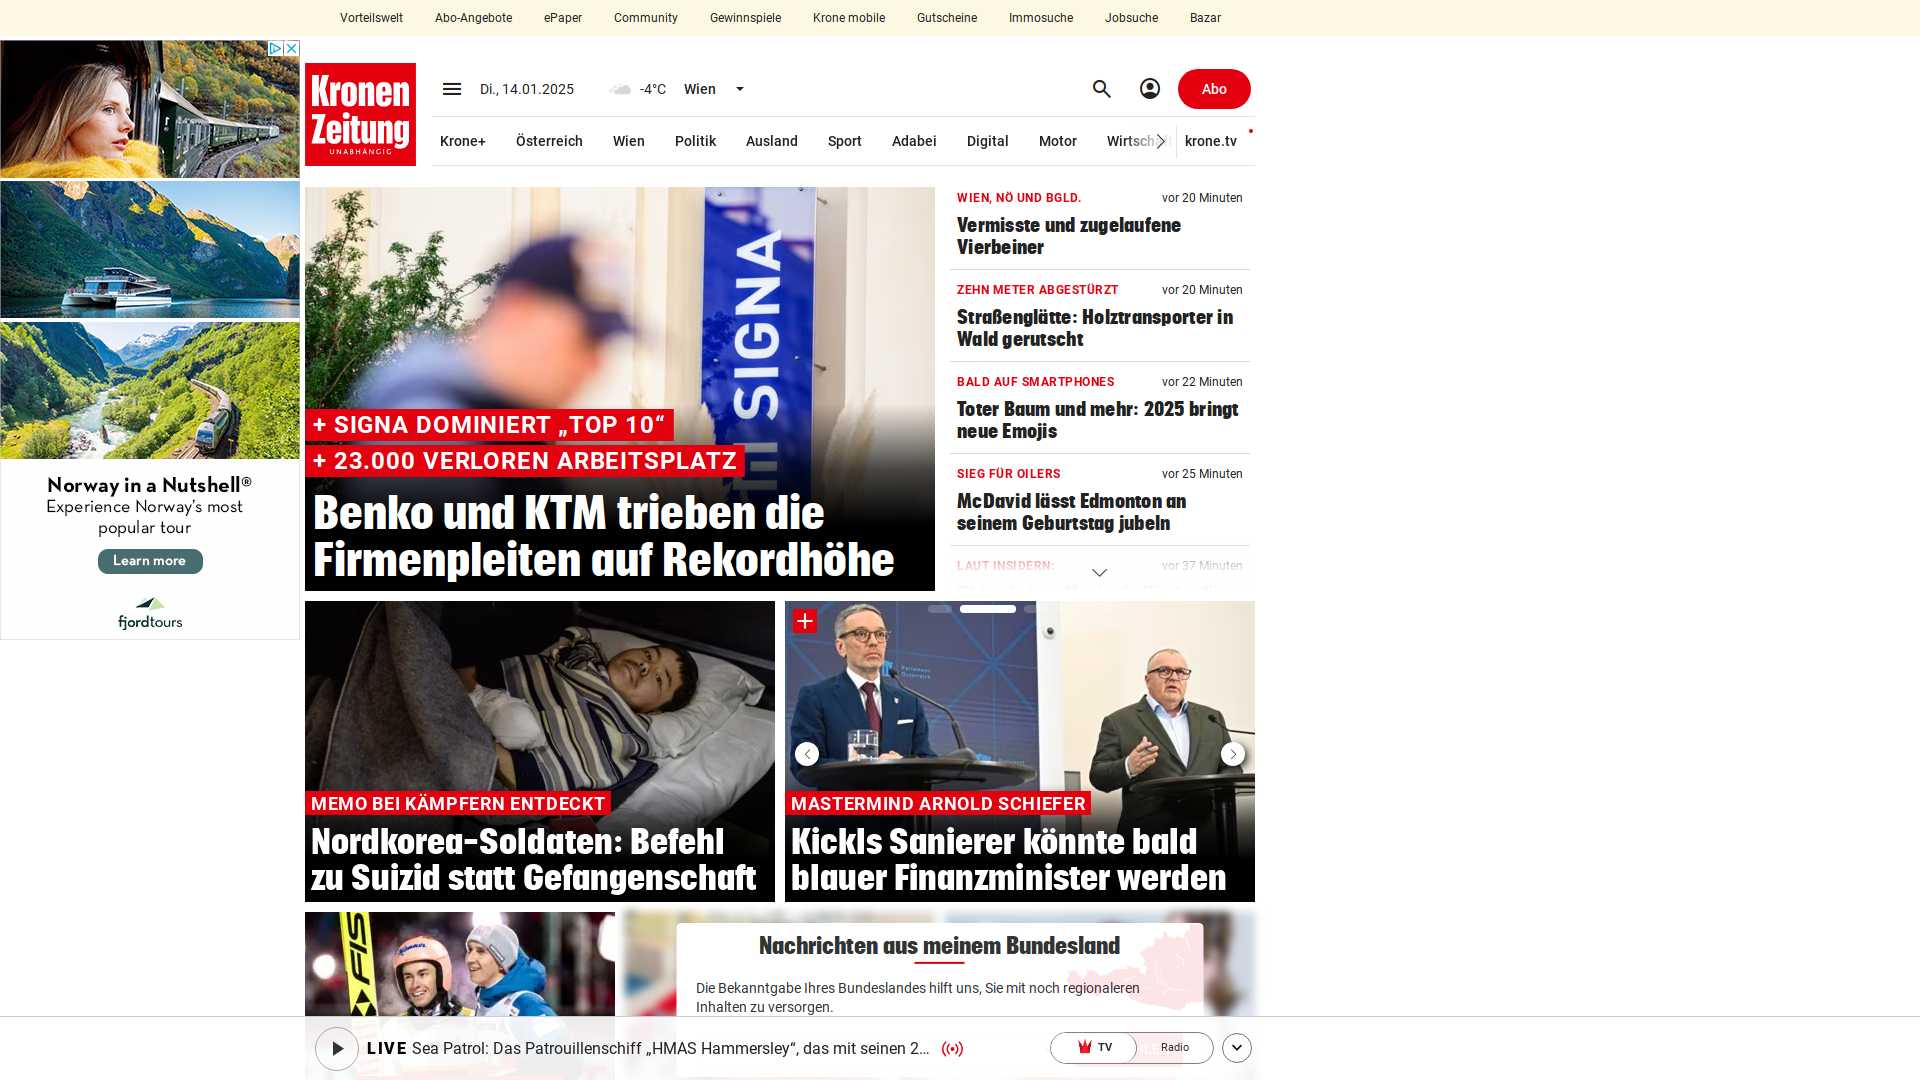 Vorteilswelt Abo-Angebote ePaper Community Gewinnspiele Krone mobile Gutscheine Immosuche Jobsuche Bazar
Kronen
Zeitung
UNABHÄNGIG
Di., 14.01.2025 -4°C Wien
Abo
Krone+ Österreich Wien Politik Ausland Sport Adabei Digital Motor Wirtsch krone.tv
Norway in a Nutshell®
Experience Norway's most
popular tour
Learn more
fjordtours
SIGNA
+ SIGNA DOMINIERT „TOP 10“
+ 23.000 VERLOREN ARBEITSPLATZ
Benko und KTM trieben die
Firmenpleiten auf Rekordhöhe
WIEN, NÖ UND BGLD. vor 20 Minuten
Vermisste und zugelaufene
Vierbeiner
ZEHN METER ABGESTÜRZT vor 20 Minuten
Straßenglätte: Holztransporter in
Wald gerutscht
BALD AUF SMARTPHONES vor 22 Minuten
Toter Baum und mehr: 2025 bringt
neue Emojis
SIEG FÜR OILERS vor 25 Minuten
McDavid lässt Edmonton an
seinem Geburtstag jubeln
LAUT INSIDERN: vor 37 Minuten
MEMO BEI KÄMPFERN ENTDECKT
Nordkorea-Soldaten: Befehl
zu Suizid statt Gefangenschaft
Parlament
Österreich
MASTERMIND ARNOLD SCHIEFER
Kickls Sanierer könnte bald
blauer Finanzminister werden
FIS
Nachrichten aus meinem Bundesland
Die Bekanntgabe Ihres Bundeslandes hilft uns, Sie mit noch regionaleren
Inhalten zu versorgen.
LIVE Sea Patrol: Das Patrouillenschiff „HMAS Hammersley“, das mit seinen 2...
TV Radio